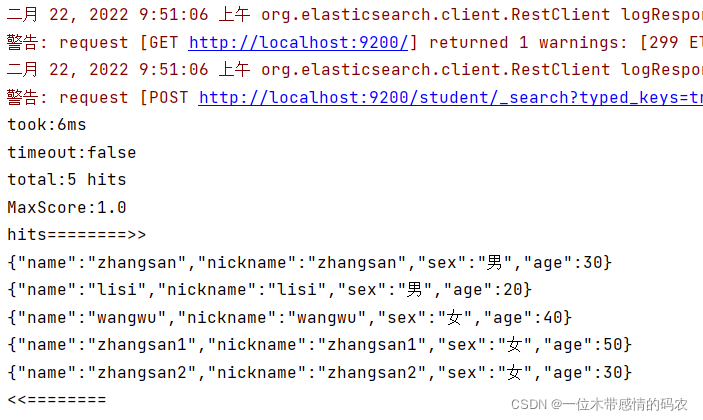 二月 22, 2022 9:51:06 上午 org.elasticsearch.client.RestClient logRespon
警告: request [GET http://localhost:9200/] returned 1 warnings: [299 El
二月 22, 2022 9:51:06 上午 org.elasticsearch.client.RestClient logRespon
警告: request [POST http://localhost:9200/student/_search?typed_keys=tr
took:6ms
timeout:false
total:5 hits
MaxScore:1.0
hits========>>
{"name":"zhangsan","nickname":"zhangsan","sex":"男","age":30}
{"name":"lisi","nickname":"lisi","sex":"男","age":20}
{"name":"wangwu","nickname":"wangwu","sex":"女","age":40}
{"name":"zhangsan1","nickname":"zhangsan1","sex":"女","age":50}
{"name":"zhangsan2","nickname":"zhangsan2","sex":"女","age":30}
<<========
CSDN @一位木带感情的码农